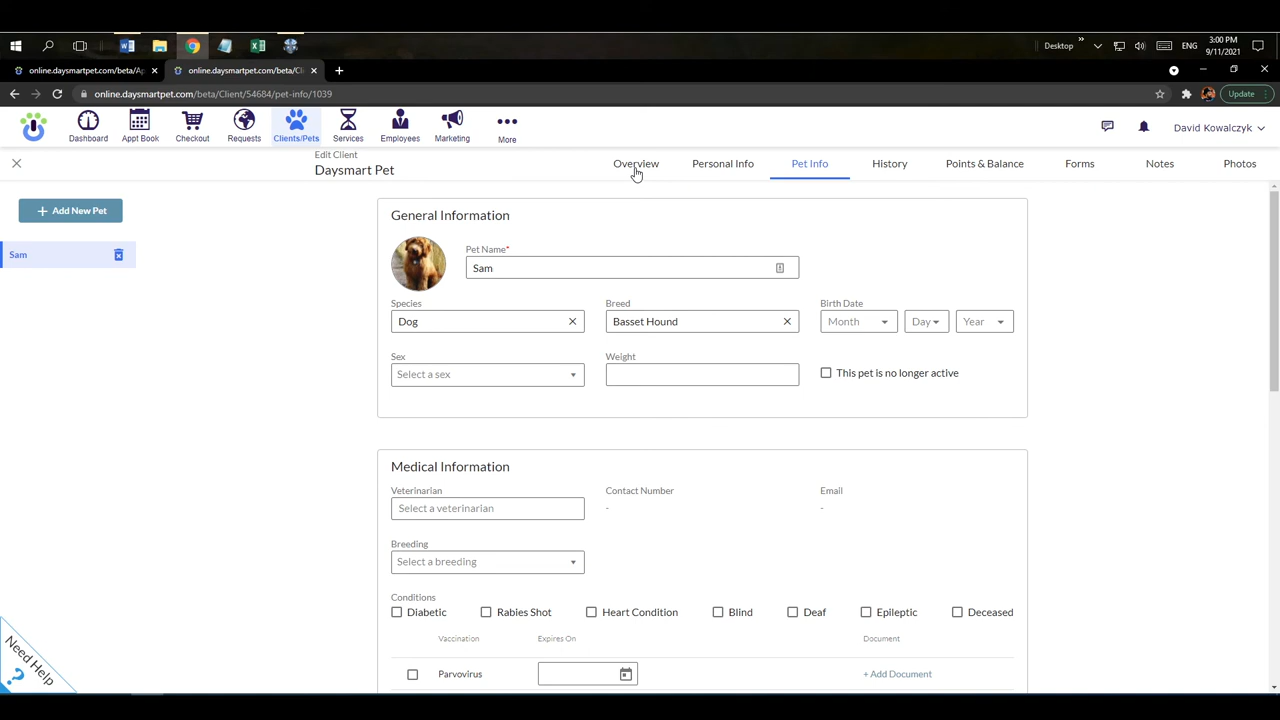 Desktop
ENG
3:00 PM
9/11/2021
online.daysmartpet.com/beta/Ap
online.daysmartpet.com/beta/Cli
online.daysmartpet.com/beta/Client/54684/pet-info/1039
Update
Dashboard
Appt Book
Checkout
Requests
Clients/Pets
Services
Employees
Marketing
More
David Kowalczyk
Edit Client
Daysmart Pet
Overview
Personal Info
Pet Info
History
Points & Balance
Forms
Notes
Photos
+ Add New Pet
Sam
General Information
Pet Name*
Sam
Species
Breed
Birth Date
Dog
Basset Hound
Month
Day
Year
Sex
Weight
Select a sex
This pet is no longer active
Medical Information
Veterinarian
Contact Number
Email
Select a veterinarian
-
-
Breeding
Select a breeding
Conditions
Diabetic
Rabies Shot
Heart Condition
Blind
Deaf
Epileptic
Deceased
Vaccination
Expires On
Document
Parvovirus
+ Add Document
Need Help
?